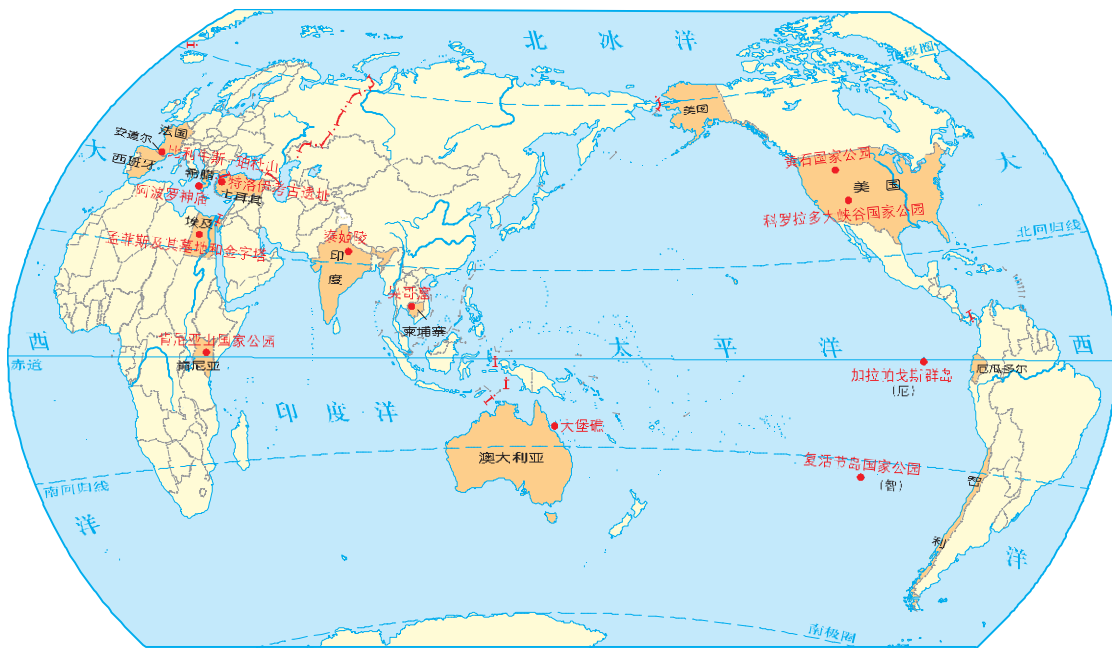 北冰洋
北极圈
美国
安道尔
法国
大
西班牙
比利牛斯-珀杜山
希腊
特洛伊考古遗址
土耳其
阿波罗神庙
埃及
孟菲斯及其墓地和金字塔
泰姬陵
印
度
吴哥窟
柬埔寨
黄石国家公园
美国
大
科罗拉多大峡谷国家公园
北回归线
西
肯尼亚山国家公园
肯尼亚
赤道
太平洋
西
加拉帕戈斯群岛
(厄)
厄瓜多尔
印度洋
大堡礁
澳大利亚
复活节岛国家公园
(智)
智
利
南回归线
洋
洋
南极圈